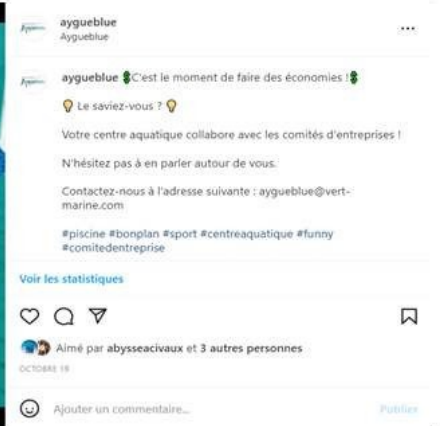 aygueblue
Aygueblue
aygueblue 💲C'est le moment de faire des économies !💲
💡 Le saviez-vous ? 💡
Votre centre aquatique collabore avec les comités d'entreprises !
N'hésitez pas à en parler autour de vous.
Contactez-nous à l'adresse suivante : aygueblue@vert-
marine.com
#piscine #bonplan #sport #centreaquatique #funny
#comitedentreprise
Voir les statistiques
Aimé par abysseacivaux et 3 autres personnes
Ajouter un commentaire...
Publier